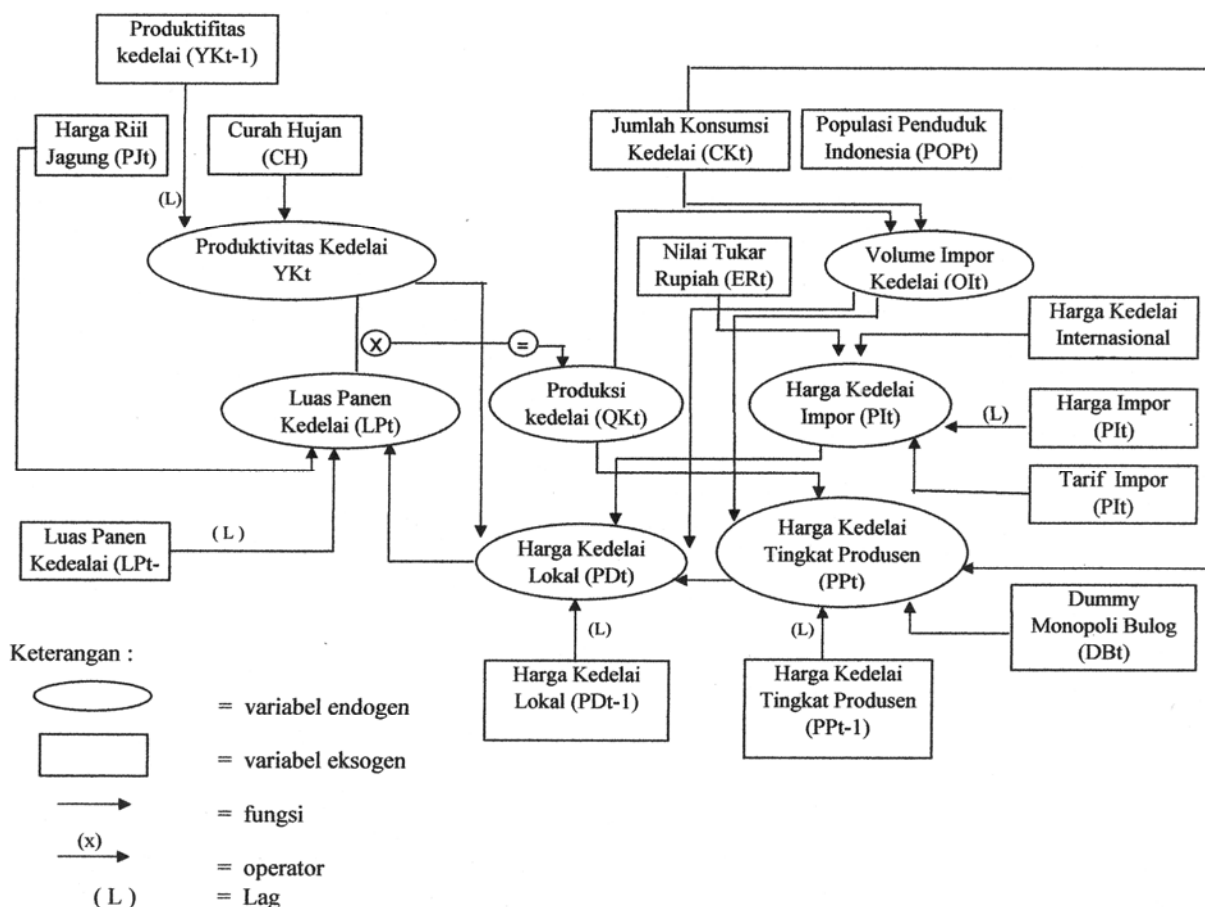 Produktifitas
kedelai (YKt-1)
Harga Riil
Jagung (PJt)
Curah Hujan
(CH)
Jumlah Konsumsi
Kedelai (CKt)
Populasi Penduduk
Indonesia (POPt)
(L)
Produktivitas Kedelai
YKt
Nilai Tukar
Rupiah (ERt)
Volume Impor
Kedelai (OIt)
Harga Kedelai
Internasional
X
=
Luas Panen
Kedelai (LPt)
Produksi
kedelai (QKt)
Harga Kedelai
Impor (PIt)
(L)
Harga Impor
(PIt)
Tarif Impor
(PIt)
Luas Panen
Kedealai (LPt-
( L )
Harga Kedelai
Lokal (PDt)
Harga Kedelai
Tingkat Produsen
(PPt)
Dummy
Monopoli Bulog
(DBt)
(L)
(L)
Harga Kedelai
Lokal (PDt-1)
Harga Kedelai
Tingkat Produsen
(PPt-1)
Keterangan :
= variabel endogen
= variabel eksogen
= fungsi
(x)
= operator
( L )
= Lag